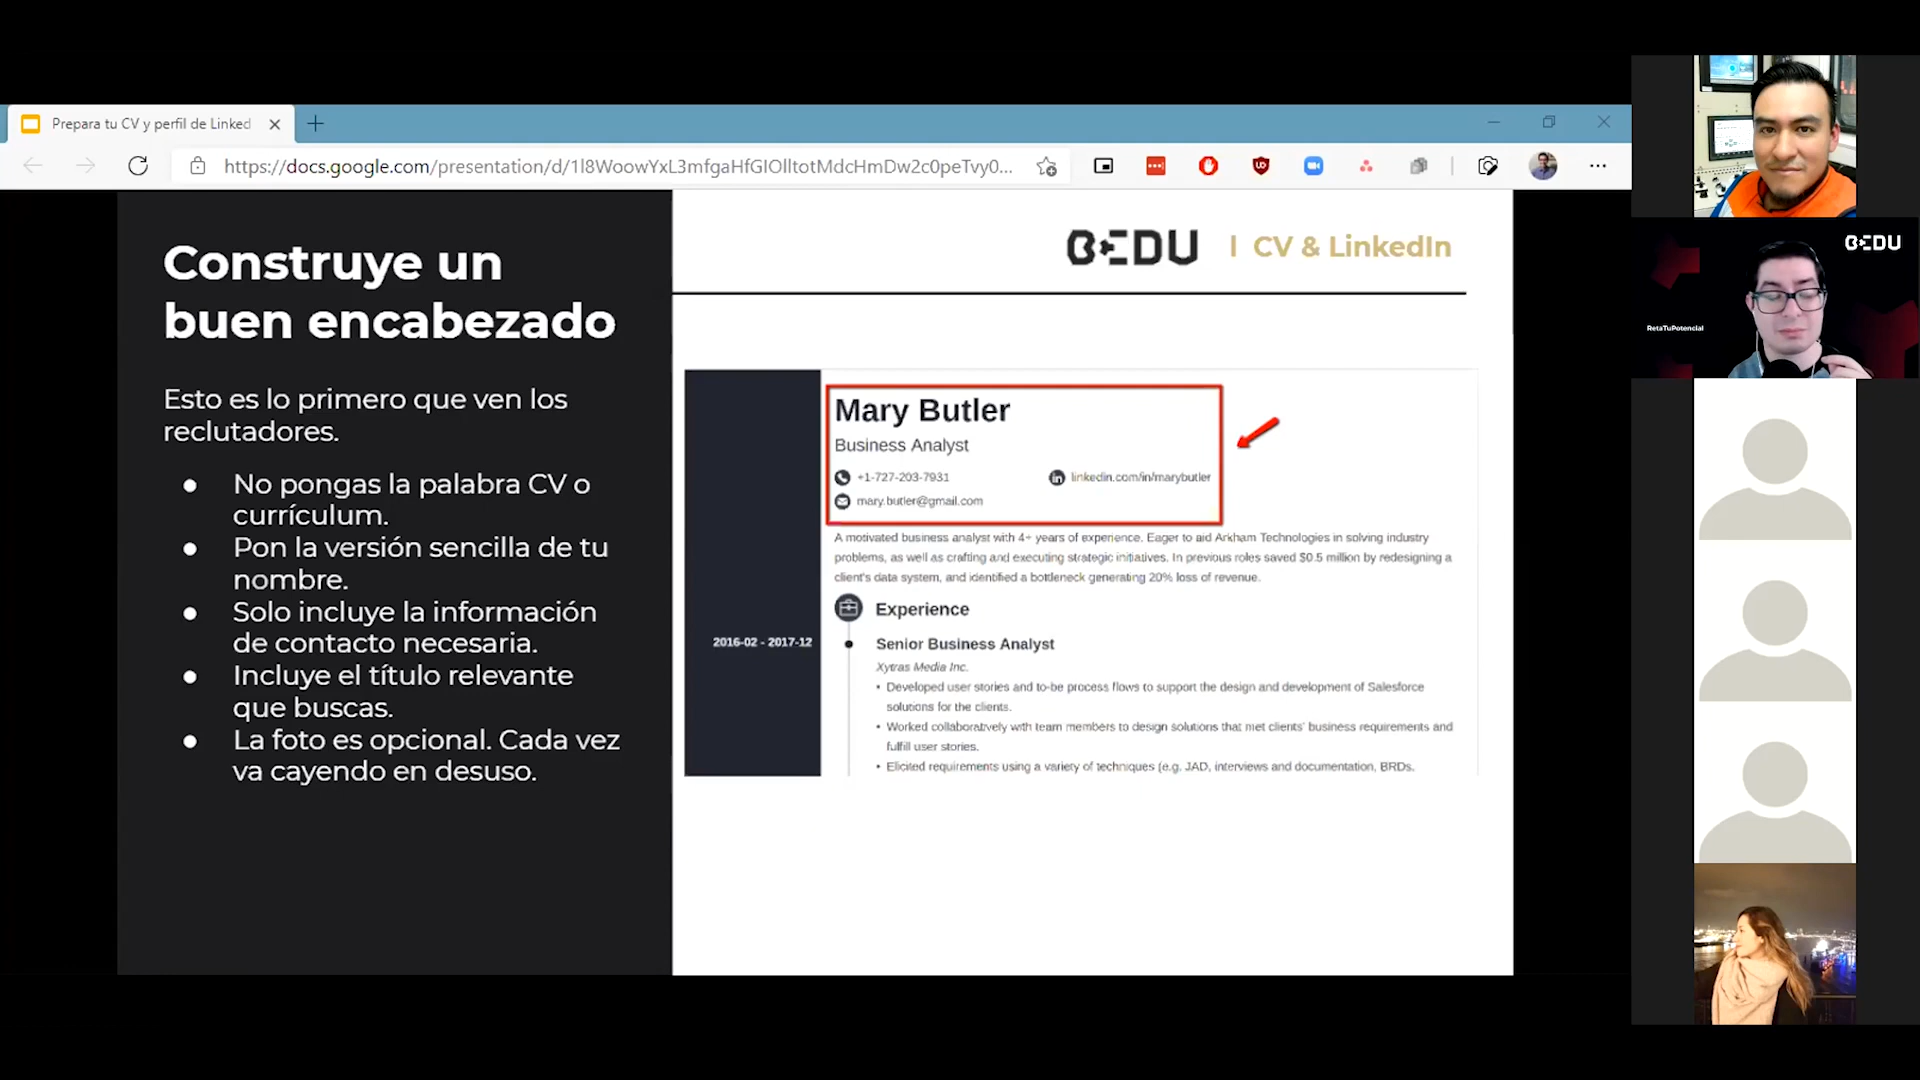 Prepara tu CV y perfil de Linked
https://docs.google.com/presentation/d/1l8WoowYxL3mfgaHfGIOlltotMdcHmDw2c0peTvy0...
Construye un
buen encabezado
Esto es lo primero que ven los
reclutadores.
● No pongas la palabra CV o
currículum.
● Pon la versión sencilla de tu
nombre.
● Solo incluye la información
de contacto necesaria.
● Incluye el título relevante
que buscas.
● La foto es opcional. Cada vez
va cayendo en desuso.
BEDU | CV & LinkedIn
Mary Butler
Business Analyst
+1-727-203-7931 linkedin.com/in/marybutler
mary.butler@gmail.com
A motivated business analyst with 4+ years of experience. Eager to aid Arkham Technologies in solving industry
problems, as well as crafting and executing strategic initiatives. In previous roles saved $0.5 million by redesigning a
client's data system, and identified a bottleneck generating 20% loss of revenue.
Experience
2016-02 - 2017-12 Senior Business Analyst
Xytras Media Inc.
• Developed user stories and to-be process flows to support the design and development of Salesforce
solutions for the clients.
• Worked collaboratively with team members to design solutions that met clients' business requirements and
fulfill user stories.
• Elicited requirements using a variety of techniques (e.g. JAD, interviews and documentation, BRDs.
BEDU
RetaTuPotencial